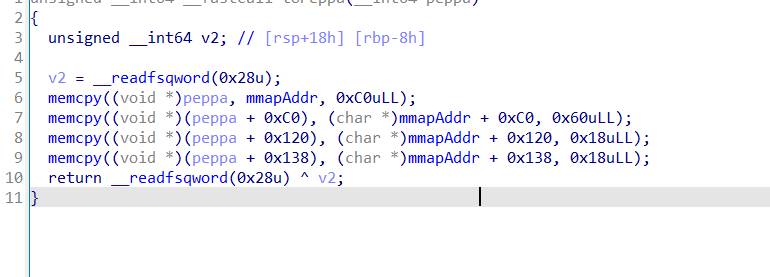 unsigned __int64 __fastcall toPeppa(__int64 peppa)
2 {
3 unsigned __int64 v2; // [rsp+18h] [rbp-8h]
4
5 v2 = __readfsqword(0x28u);
6 memcpy((void *)peppa, mmapAddr, 0xC0uLL);
7 memcpy((void *)(peppa + 0xC0), (char *)mmapAddr + 0xC0, 0x60uLL);
8 memcpy((void *)(peppa + 0x120), (char *)mmapAddr + 0x120, 0x18uLL);
9 memcpy((void *)(peppa + 0x138), (char *)mmapAddr + 0x138, 0x18uLL);
10 return __readfsqword(0x28u) ^ v2;
11 }